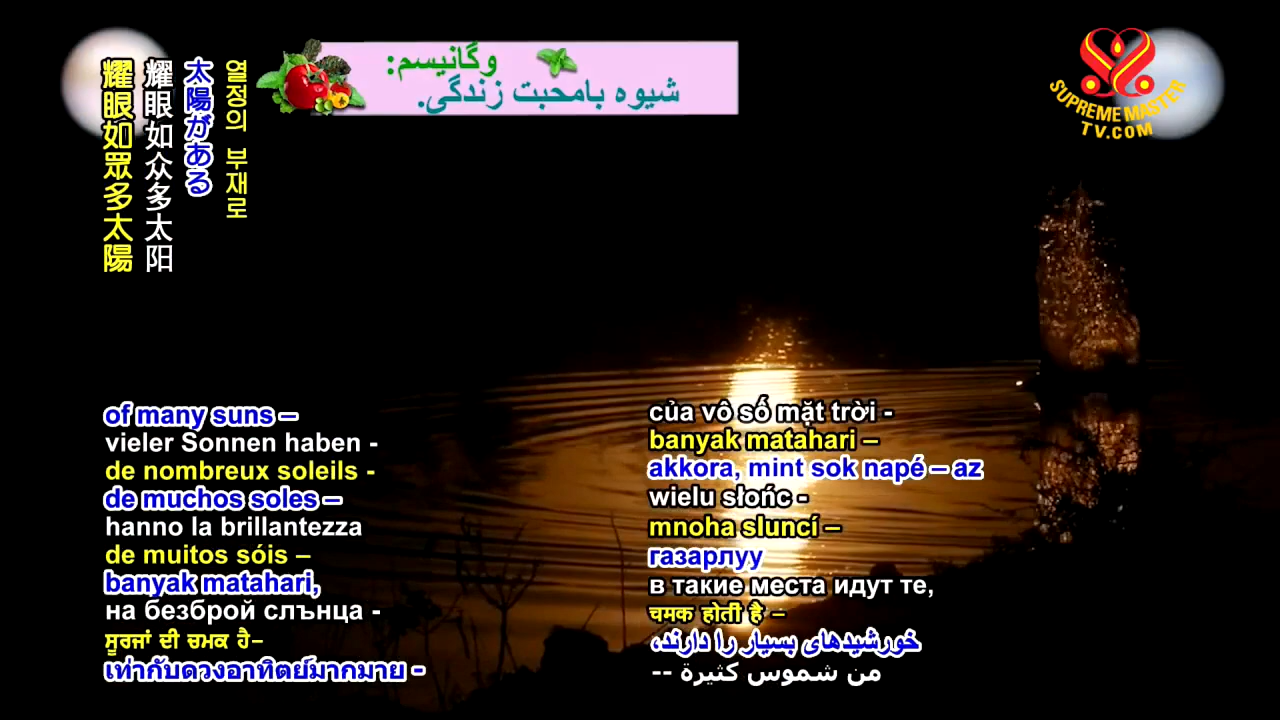 وگانیسم:
شیوه بامحبت زندگی.
SUPREME MASTER
TV.COM
열정의 부재로
太陽がある
耀眼如众多太阳
耀眼如眾多太陽
of many suns –
vieler Sonnen haben -
de nombreux soleils -
de muchos soles –
hanno la brillantezza
de muitos sóis –
banyak matahari,
на безброй слънца -
ਸੂਰਜਾਂ ਦੀ ਚਮਕ ਹੈ–
เท่ากับดวงอาทิตย์มากมาย -
của vô số mặt trời -
banyak matahari –
akkora, mint sok napé – az
wielu słońc -
mnoha sluncí –
газарлуу
в такие места идут те,
चमक होती है –
خورشیدهای بسیار را دارند،
من شموس كثيرة --